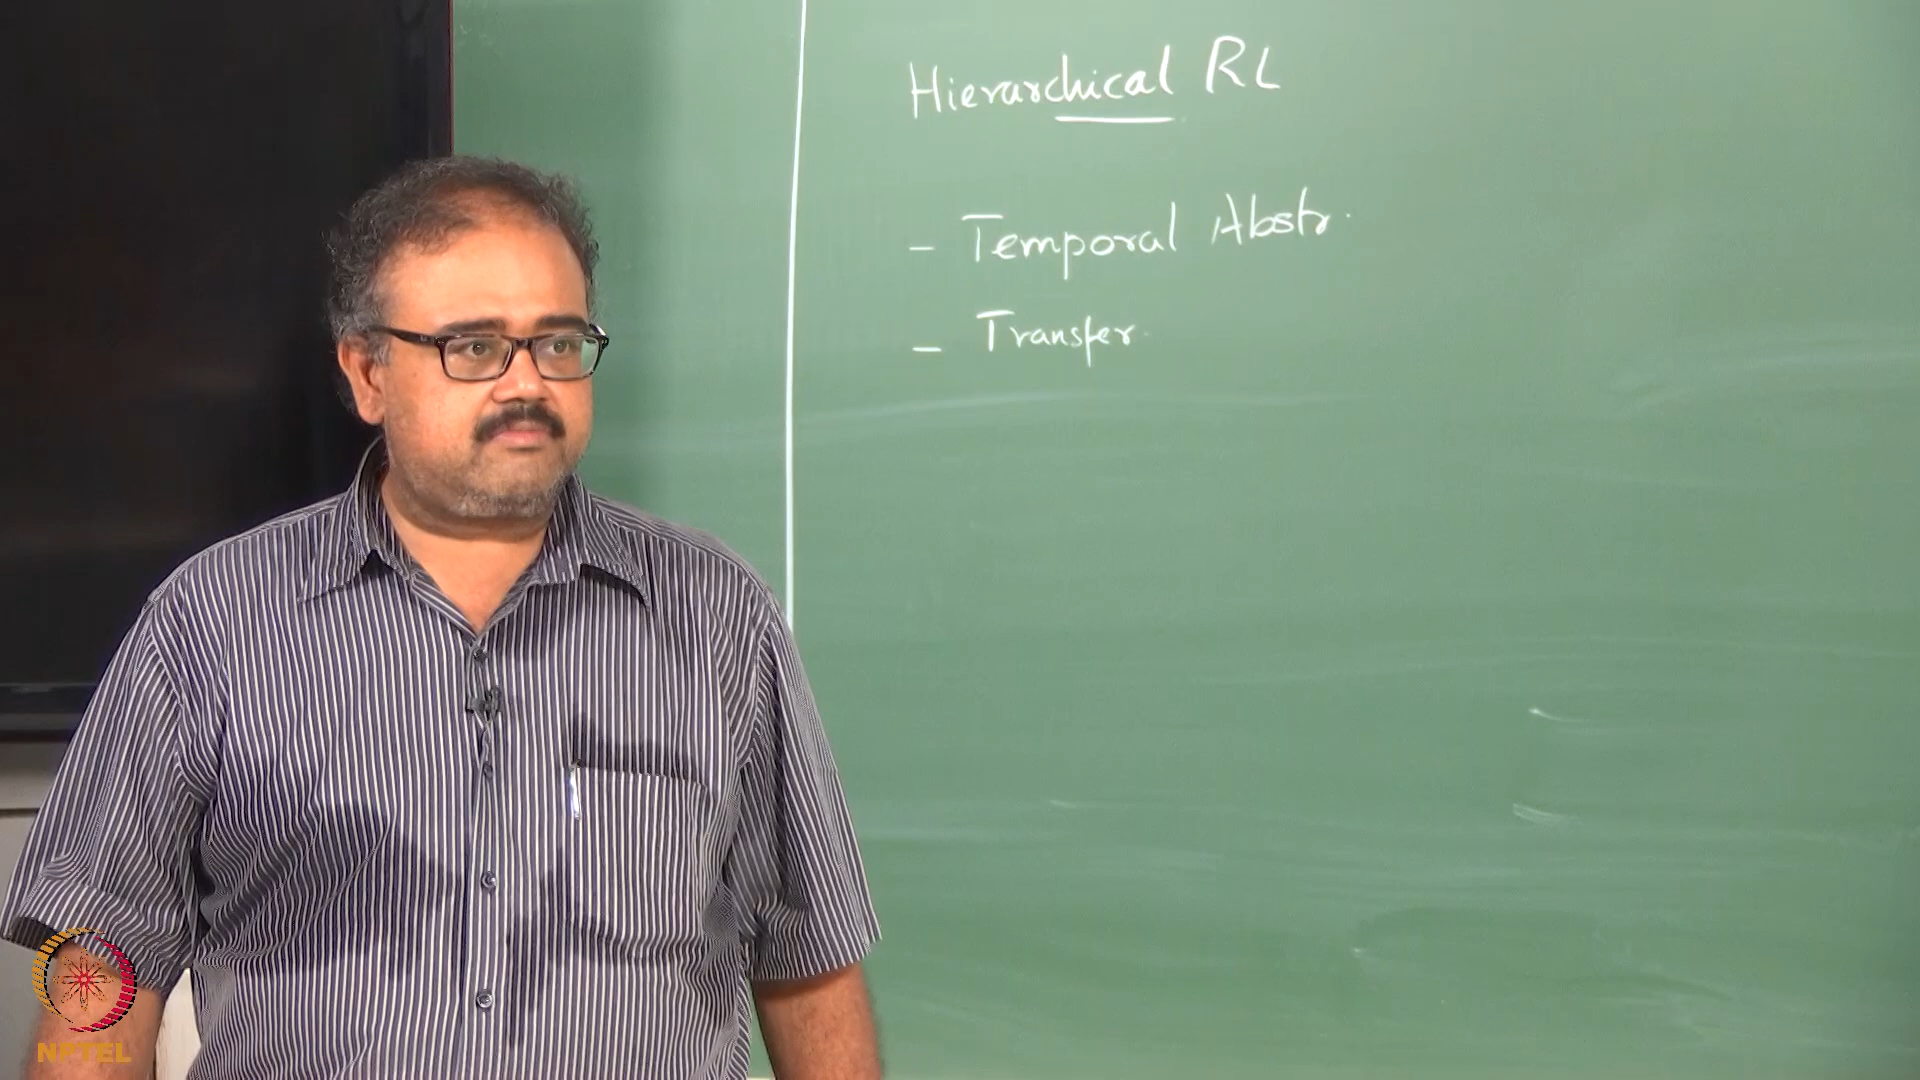 Hierarchical RL
- Temporal Abstr.
- Transfer
NPTEL